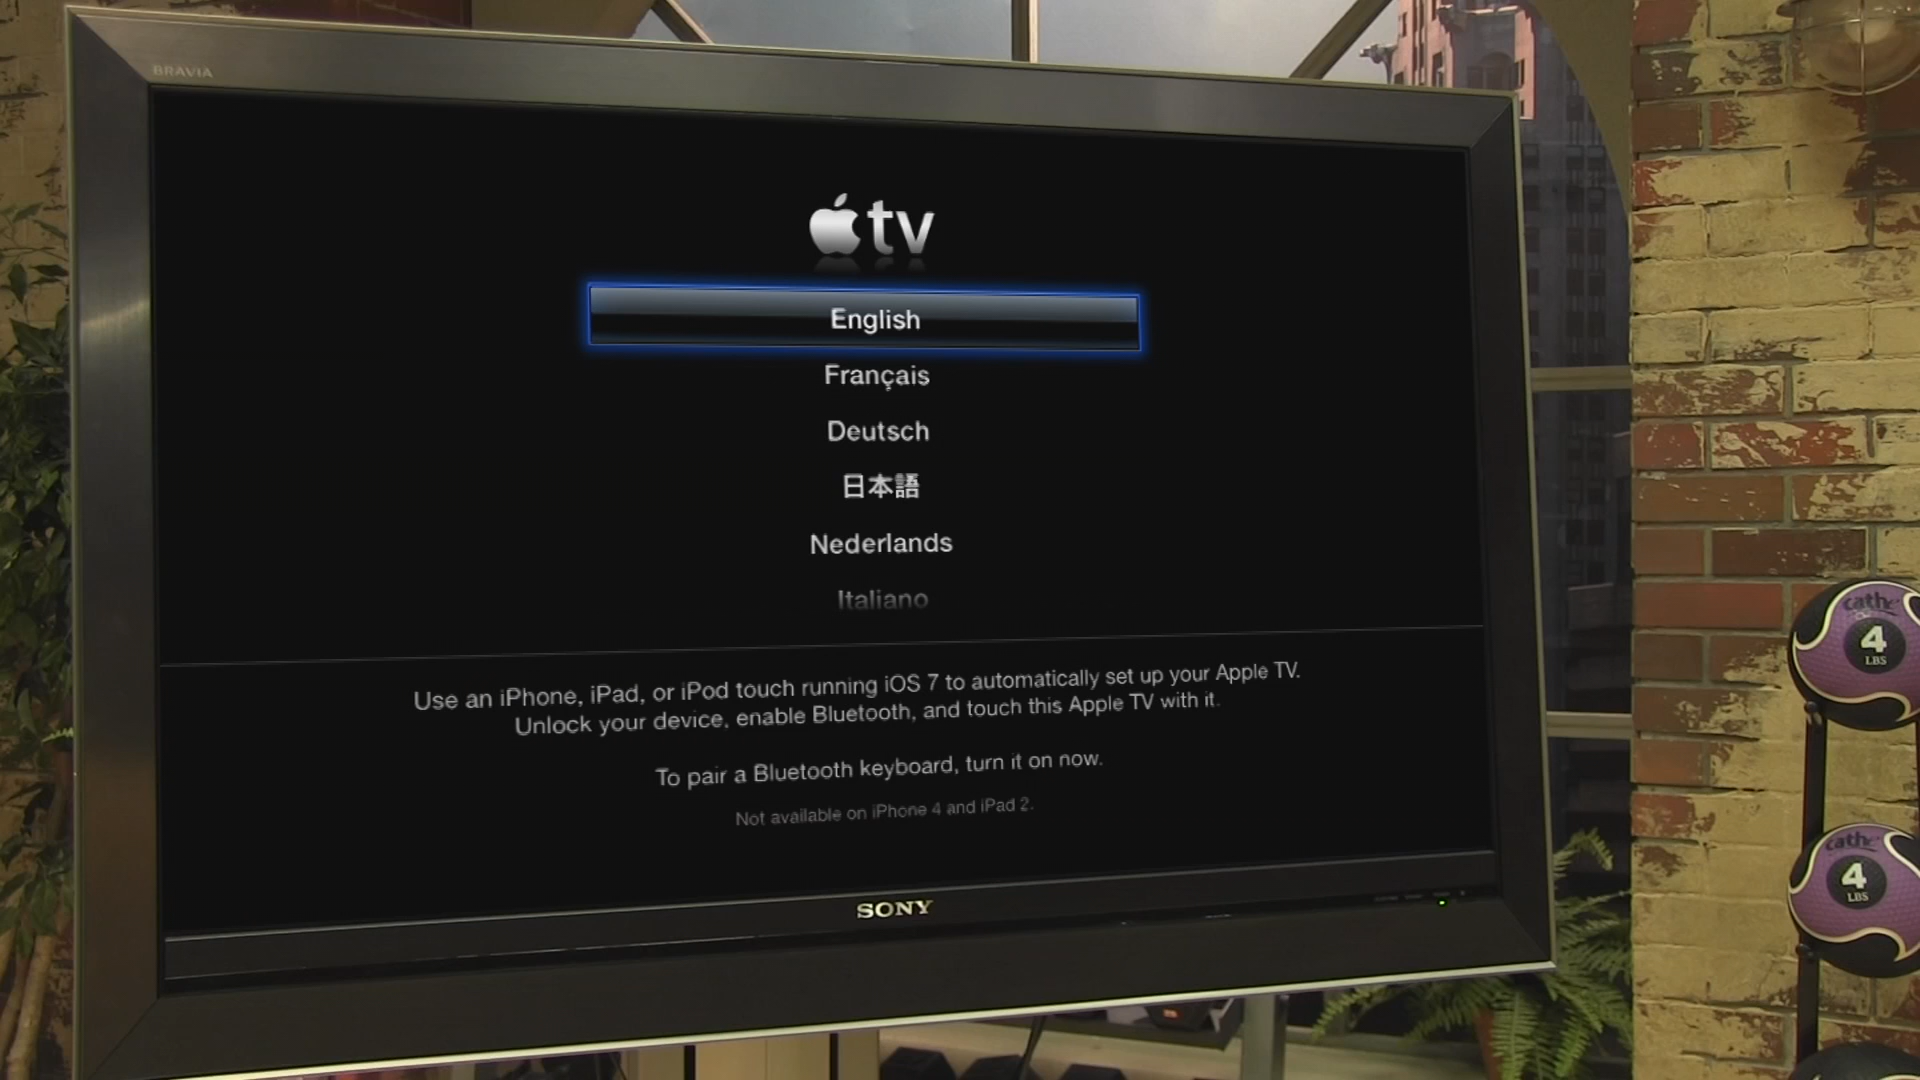 BRAVIA
tv
English
Français
Deutsch
日本語
Nederlands
Italiano
Use an iPhone, iPad, or iPod touch running iOS 7 to automatically set up your Apple TV.
Unlock your device, enable Bluetooth, and touch this Apple TV with it.
To pair a Bluetooth keyboard, turn it on now.
Not available on iPhone 4 and iPad 2.
SONY
cathe
4
LBS
cathe
4
LBS